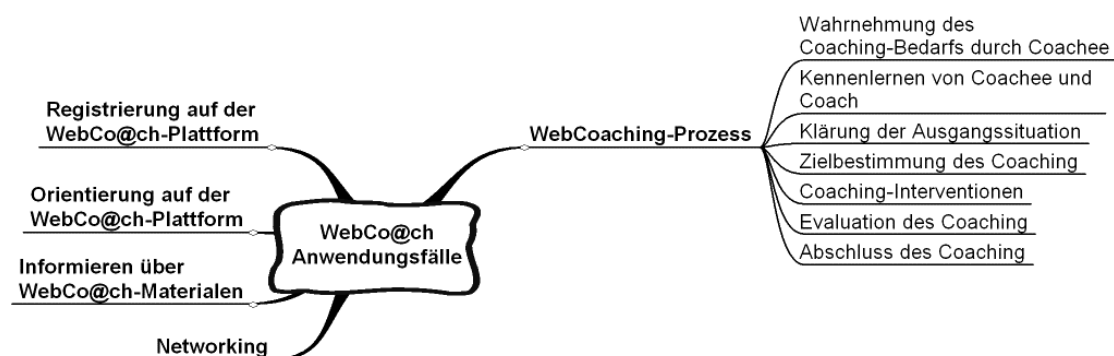 Registrierung auf der
WebCo@ch-Plattform
Orientierung auf der
WebCo@ch-Plattform
Informieren über
WebCo@ch-Materialen
Networking
WebCo@ch
Anwendungsfälle
WebCoaching-Prozess
Wahrnehmung des
Coaching-Bedarfs durch Coachee
Kennenlernen von Coachee und
Coach
Klärung der Ausgangssituation
Zielbestimmung des Coaching
Coaching-Interventionen
Evaluation des Coaching
Abschluss des Coaching